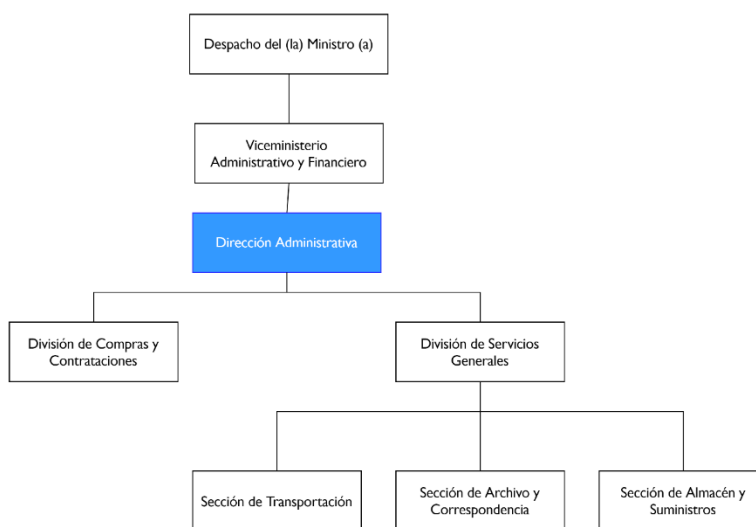 Despacho del (la) Ministro (a)
Viceministerio
Administrativo y Financiero
Dirección Administrativa
División de Compras y
Contrataciones
División de Servicios
Generales
Sección de Transportación
Sección de Archivo y
Correspondencia
Sección de Almacén y
Suministros